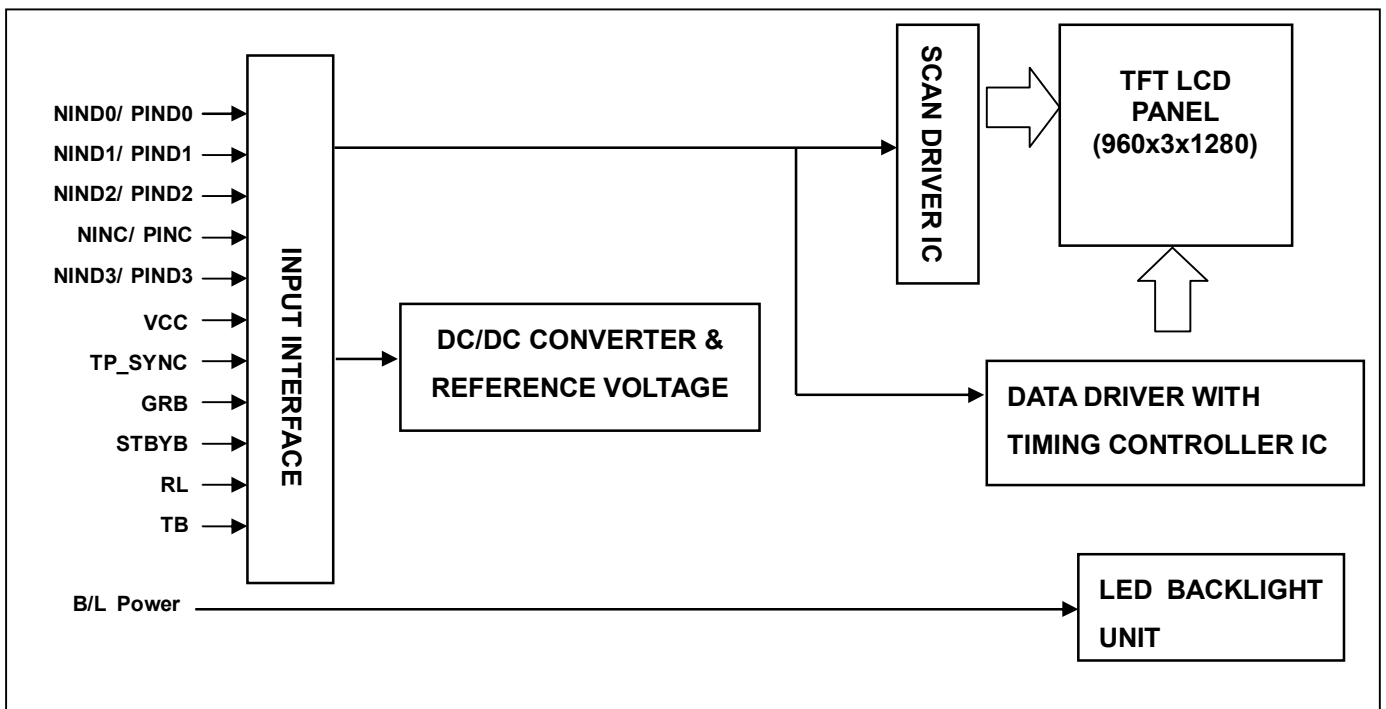 NIND0/ PIND0
NIND1/ PIND1
NIND2/ PIND2
NINC/ PINC
NIND3/ PIND3
VCC
TP_SYNC
GRB
STBYB
RL
TB
B/L Power
INPUT INTERFACE
DC/DC CONVERTER &
REFERENCE VOLTAGE
SCAN DRIVER IC
TFT LCD
PANEL
(960x3x1280)
DATA DRIVER WITH
TIMING CONTROLLER IC
LED BACKLIGHT
UNIT